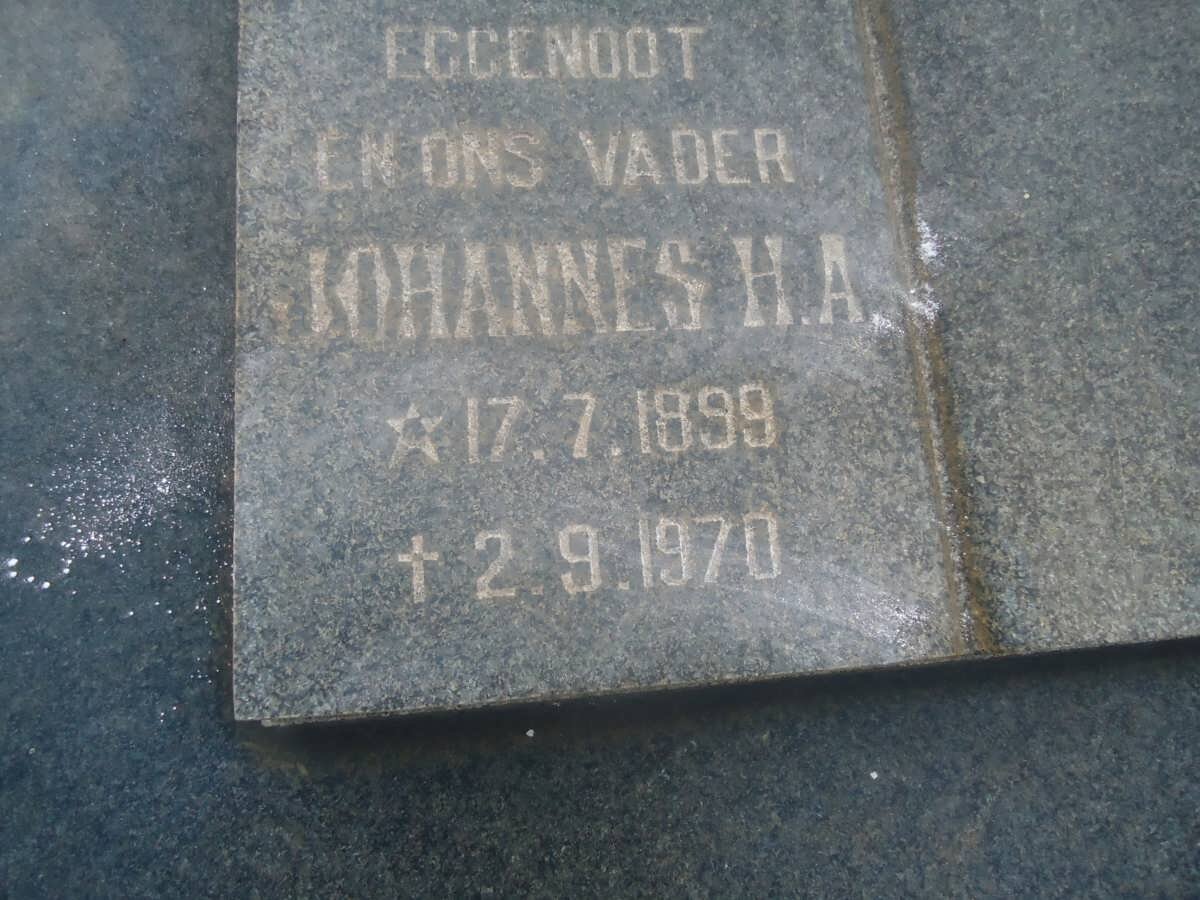 EGGENOOT
EN ONS VADER
JOHANNES H.A
☆ 17.7.1899
✝ 2.9.1970